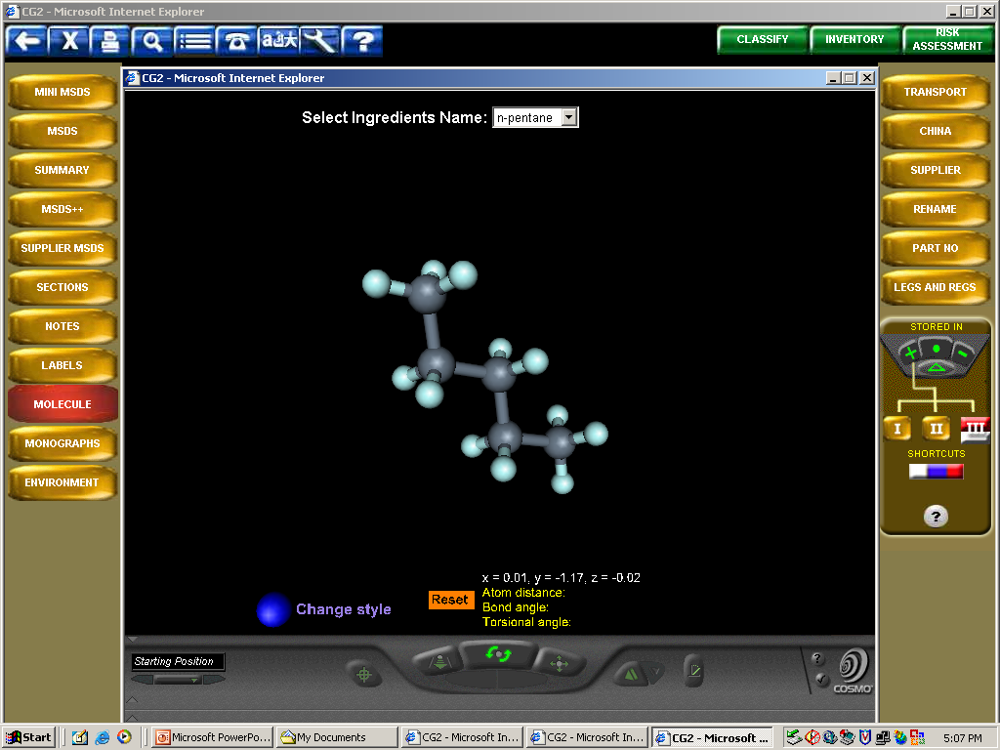 CG2 - Microsoft Internet Explorer
X
aあ大
?
CLASSIFY
INVENTORY
RISK
ASSESSMENT
CG2 - Microsoft Internet Explorer
Select Ingredients Name: n-pentane
MINI MSDS
MSDS
SUMMARY
MSDS++
SUPPLIER MSDS
SECTIONS
NOTES
LABELS
MOLECULE
MONOGRAPHS
ENVIRONMENT
TRANSPORT
CHINA
SUPPLIER
RENAME
PART NO
LEGS AND REGS
STORED IN
I II III
SHORTCUTS
?
x = 0.01, y = -1.17, z = -0.02
Atom distance:
Bond angle:
Torsional angle:
Reset
Change style
Starting Position
?
COSMO
Start
Microsoft PowerPo...
My Documents
CG2 - Microsoft In...
CG2 - Microsoft In...
CG2 - Microsoft ...
5:07 PM